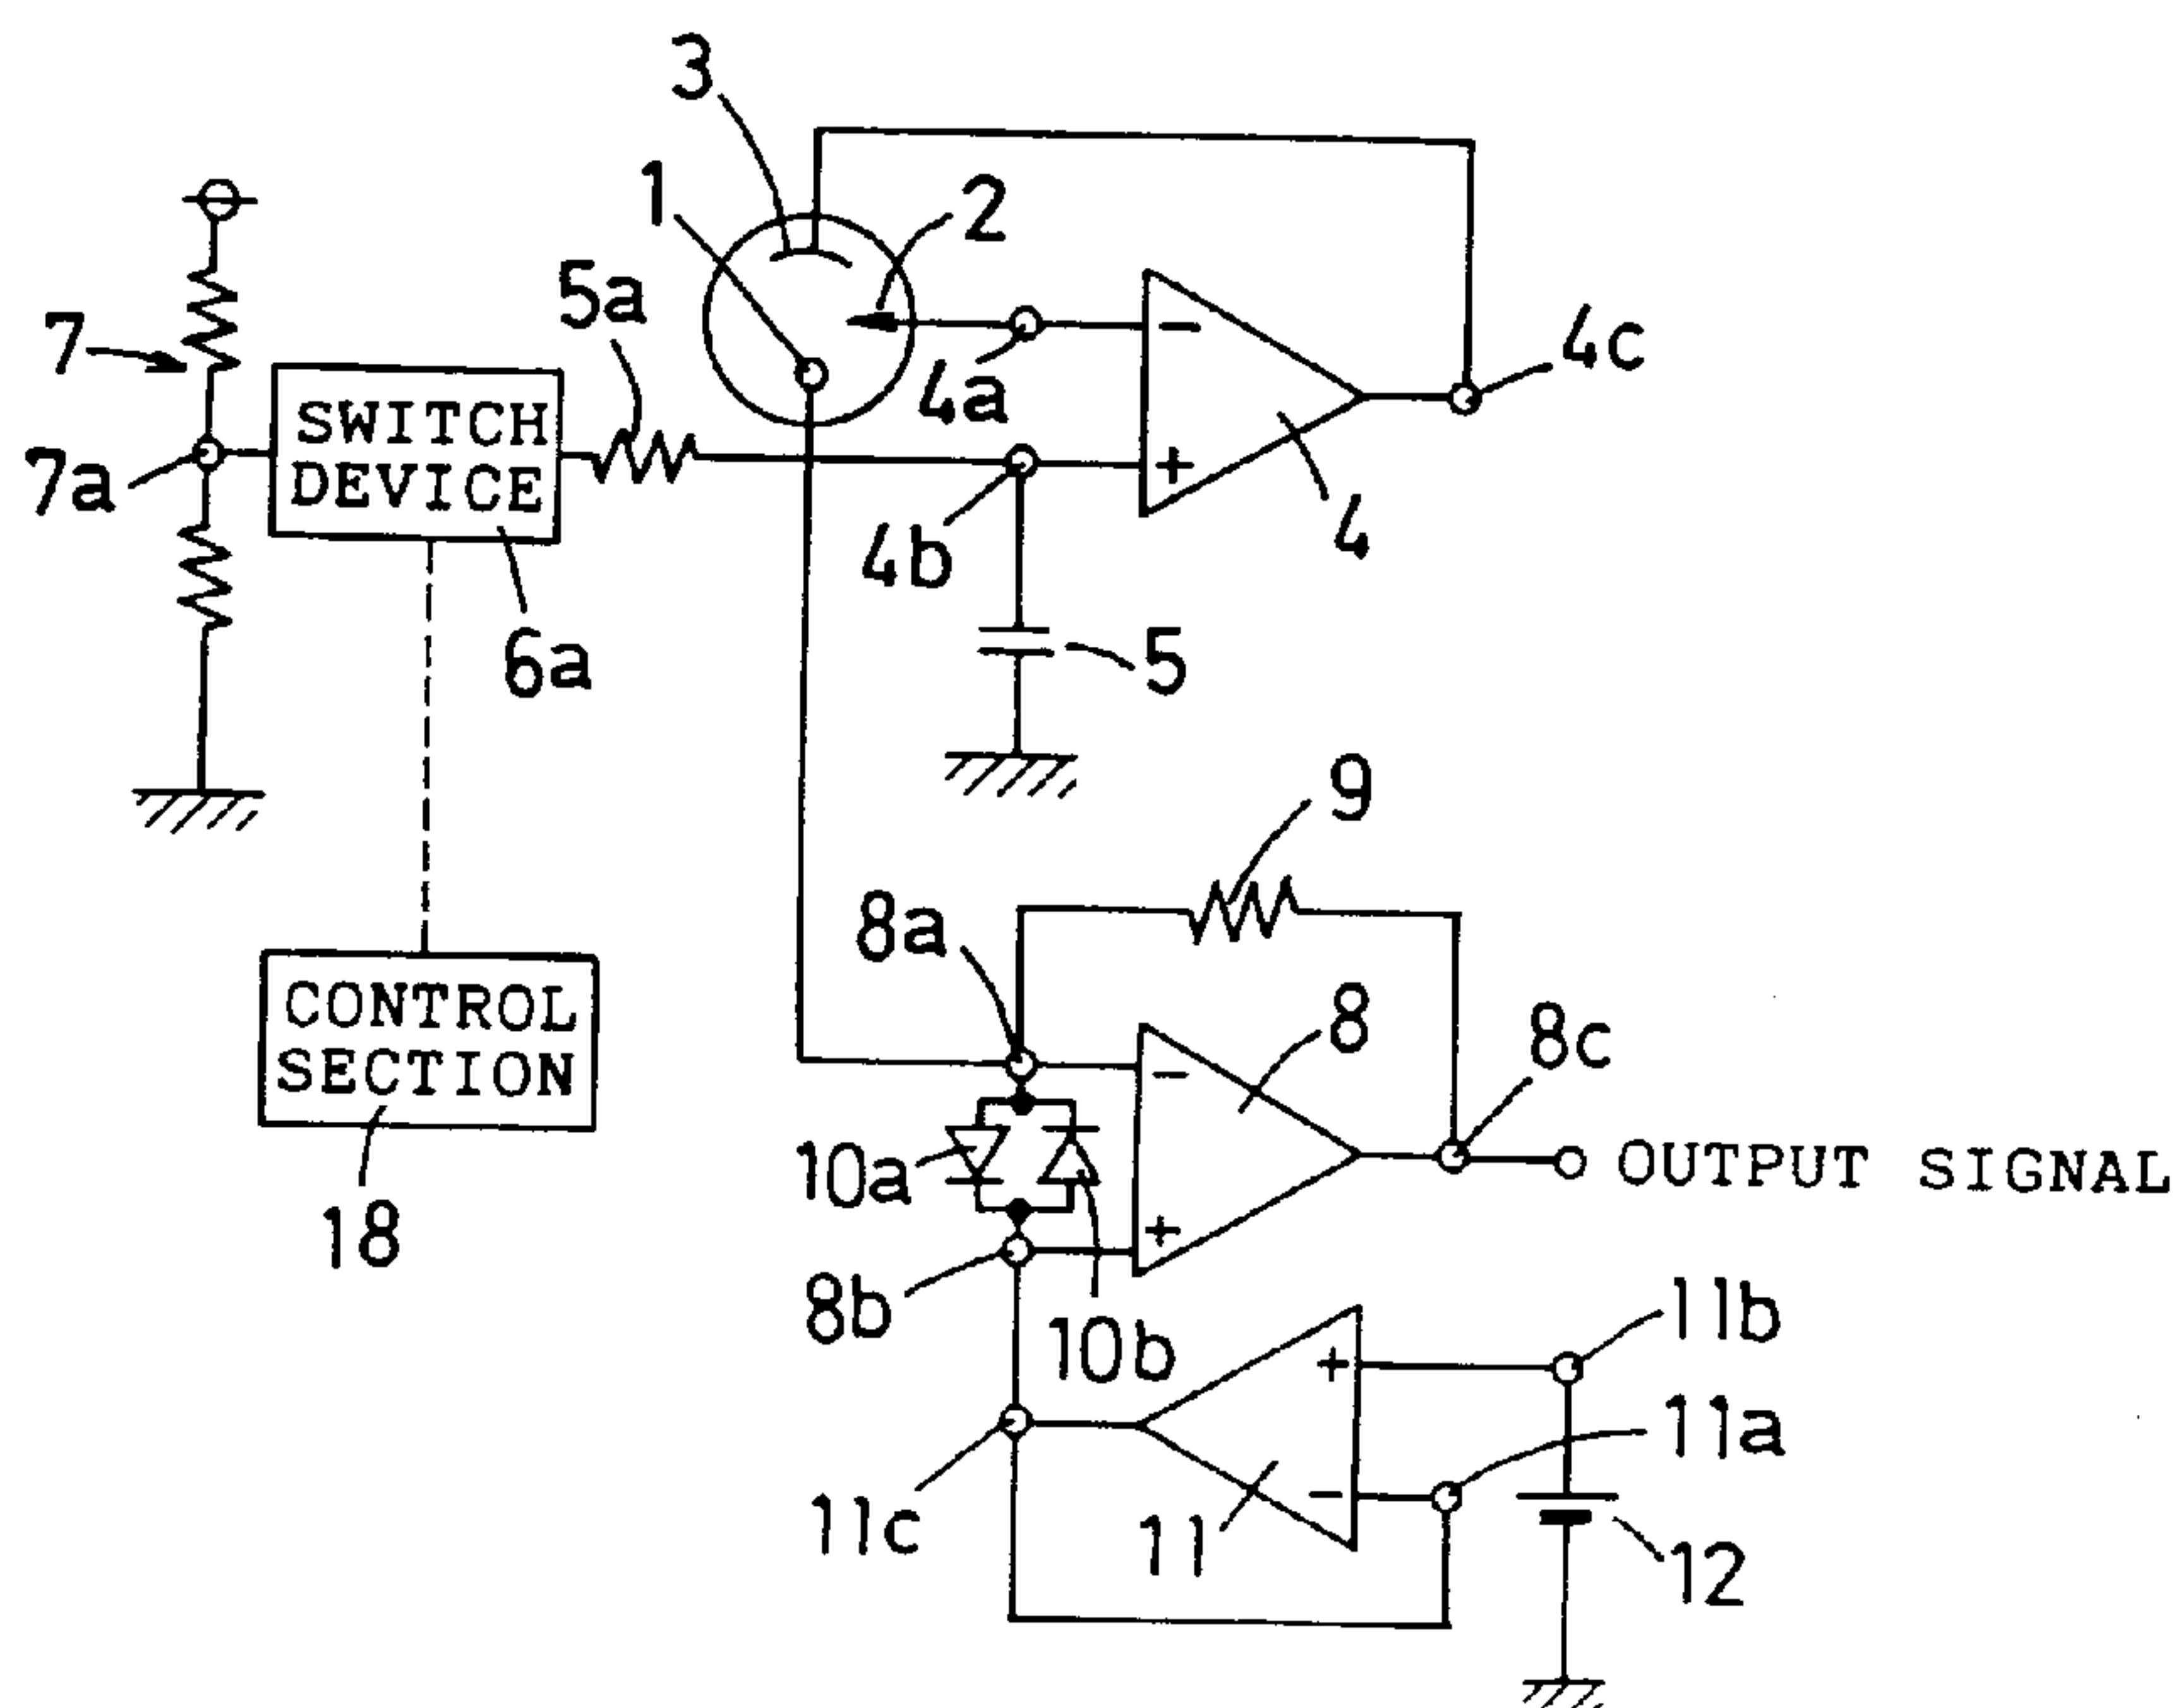 3
1
2
5a
7
4a
4c
SWITCH
DEVICE
7a
−
+
4b
4
6a
5
9
8a
8
8c
CONTROL
SECTION
−
10a
OUTPUT SIGNAL
18
+
8b
10b
11b
+
11a
11c
−
11
12